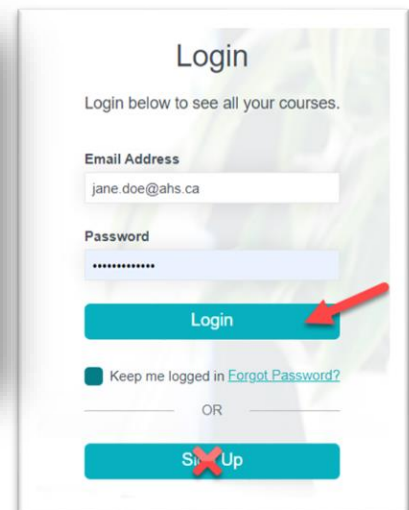 Login
Login below to see all your courses.
Email Address
jane.doe@ahs.ca
Password
•••••••••••••
Login
Keep me logged in Forgot Password?
OR
Sign Up